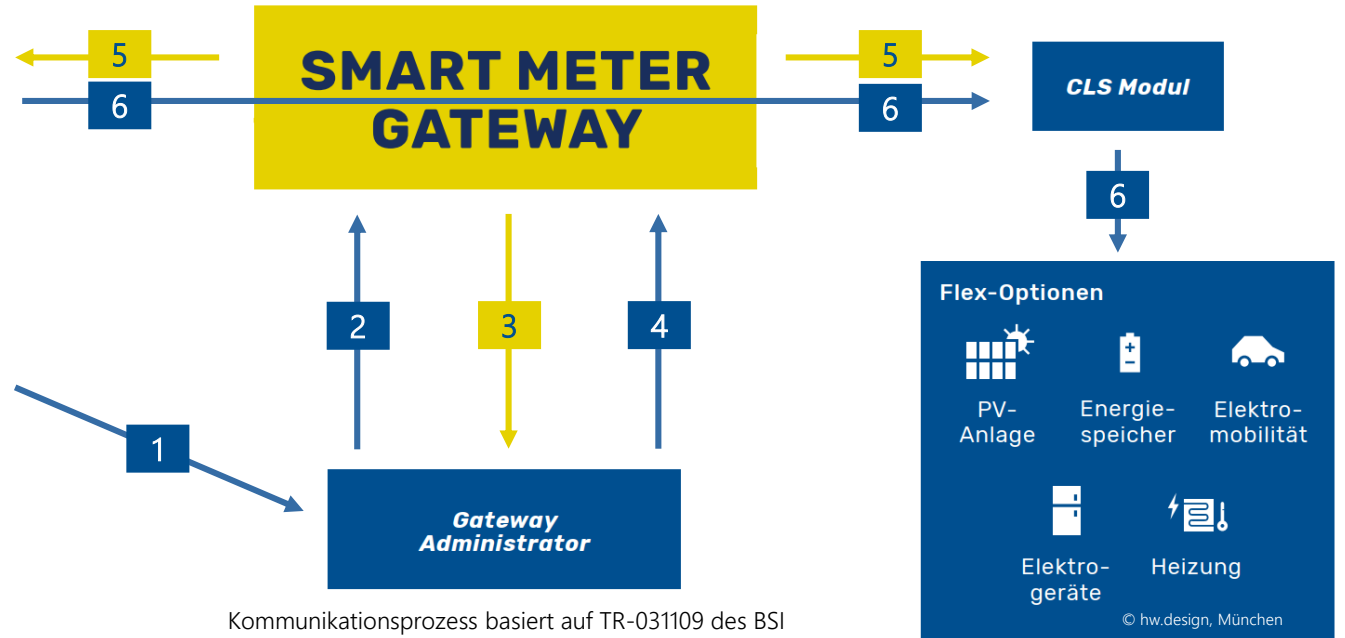 5
SMART METER
GATEWAY
5
6
6
CLS Modul
6
2
3
4
1
Gateway
Administrator
Kommunikationsprozess basiert auf TR-031109 des BSI
Flex-Optionen
PV-
Anlage
Energie-
speicher
Elektro-
mobilität
Elektro-
geräte
Heizung
© hw.design, München